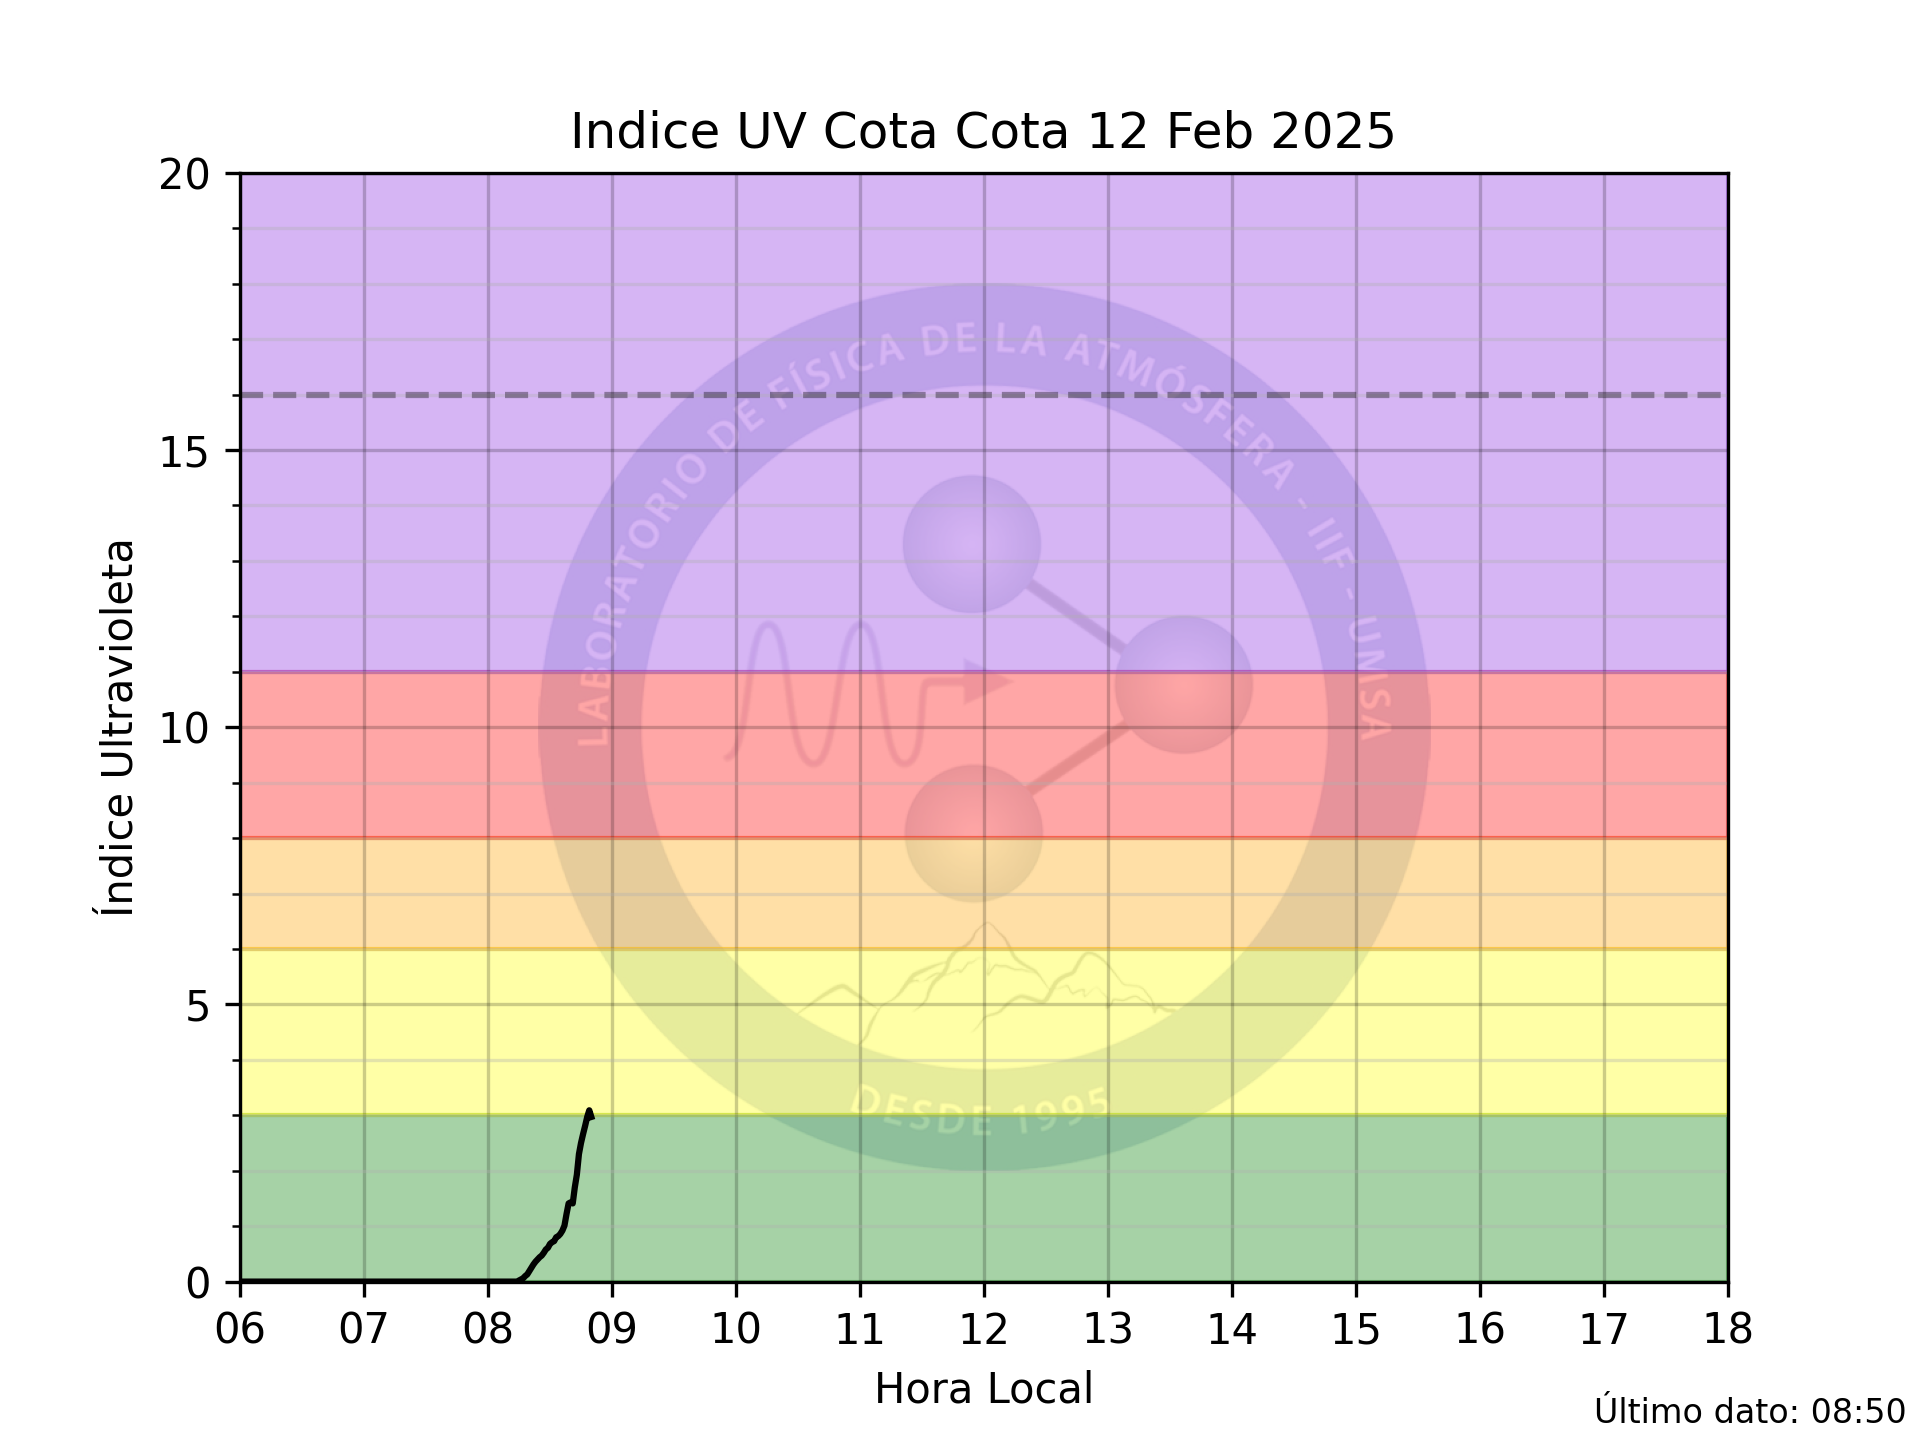 Indice UV Cota Cota 12 Feb 2025
20
15
10
5
0
Índice Ultravioleta
LABORATORIO DE FÍSICA DE LA ATMÓSFERA - IIF - UMSA
DESDE 1995
06 07 08 09 10 11 12 13 14 15 16 17 18
Hora Local
Último dato: 08:50